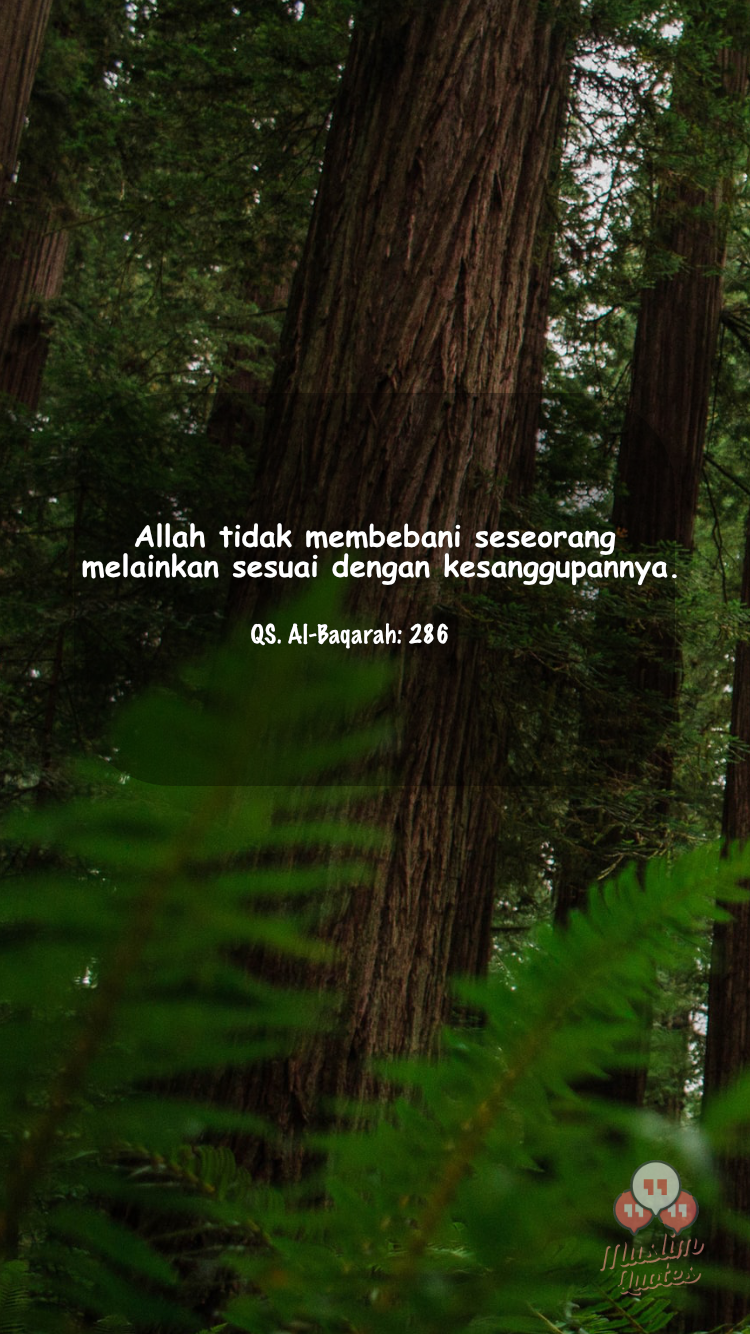 Allah tidak membebani seseorang
melainkan sesuai dengan kesanggupannya.
QS. Al-Baqarah: 286
Muslim
Quotes